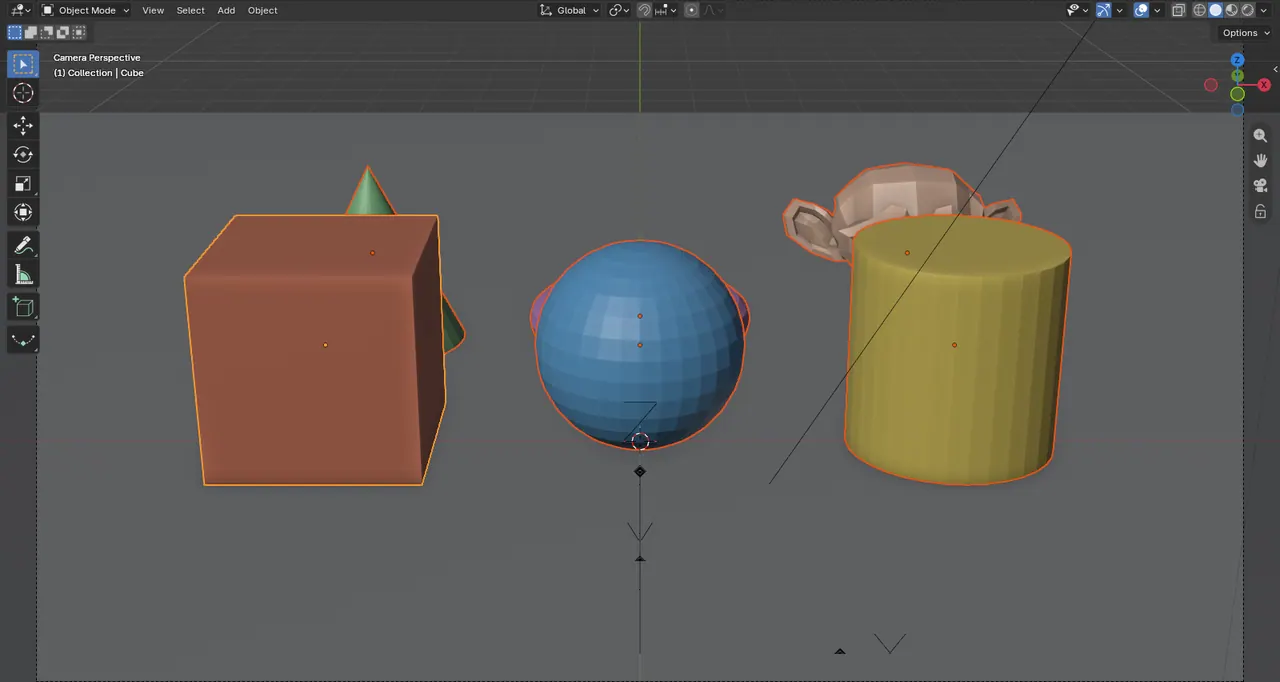 Object Mode View Select Add Object Global
Options
Camera Perspective
(1) Collection | Cube
Z
Y
X